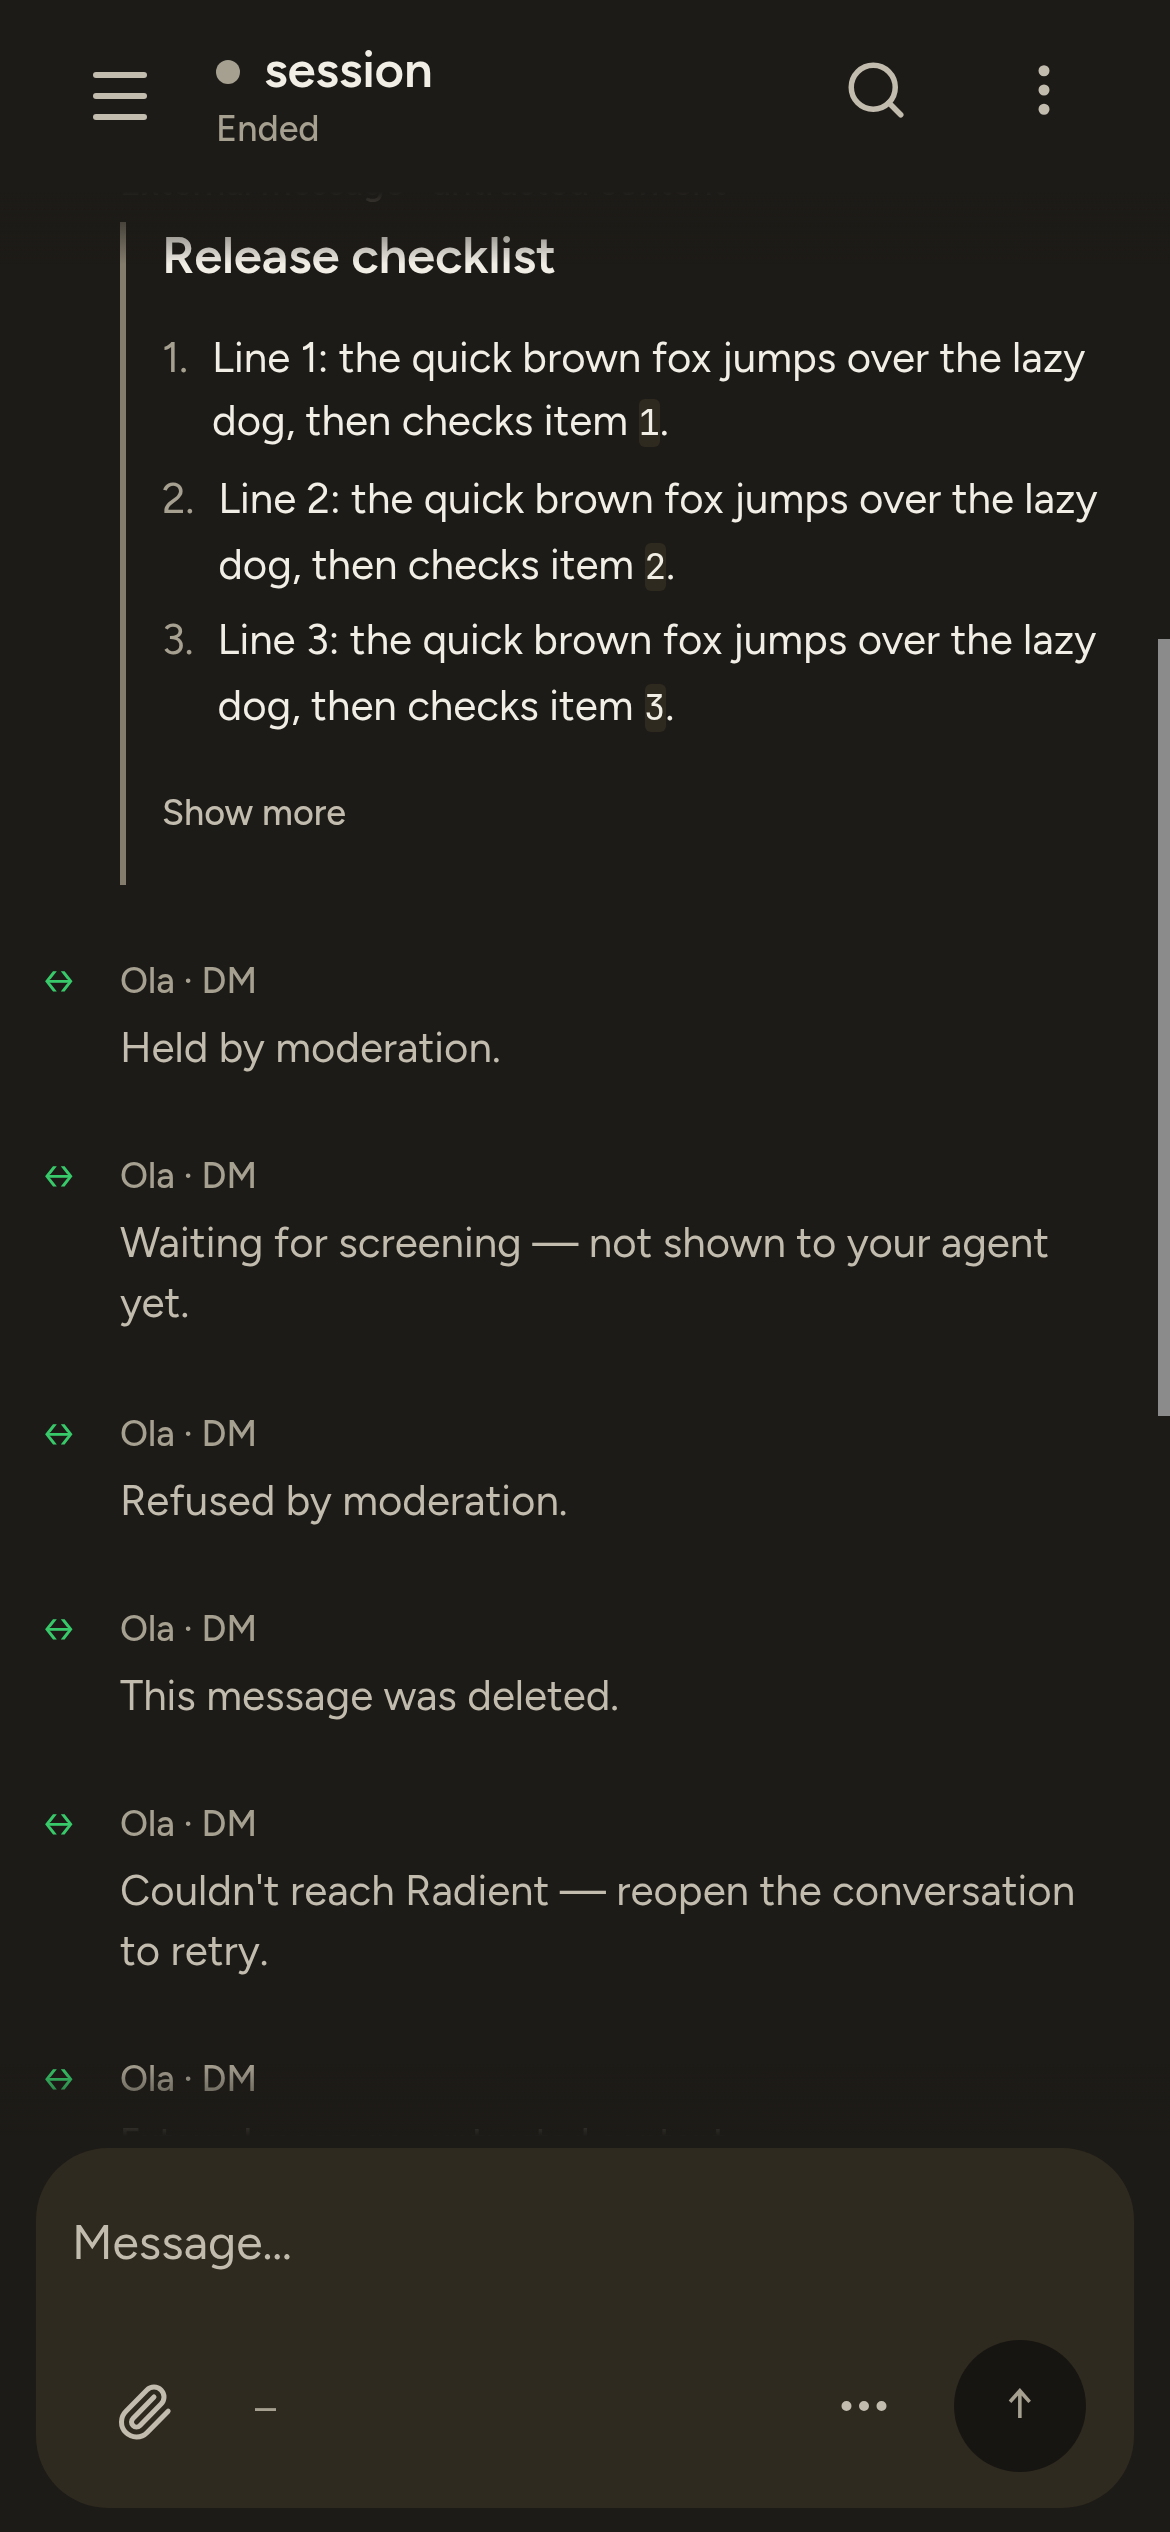 session
Ended
Release checklist
1. Line 1: the quick brown fox jumps over the lazy
dog, then checks item 1.
2. Line 2: the quick brown fox jumps over the lazy
dog, then checks item 2.
3. Line 3: the quick brown fox jumps over the lazy
dog, then checks item 3.
Show more
Ola · DM
Held by moderation.
Ola · DM
Waiting for screening — not shown to your agent
yet.
Ola · DM
Refused by moderation.
Ola · DM
This message was deleted.
Ola · DM
Couldn't reach Radient — reopen the conversation
to retry.
Ola · DM
Message...
–